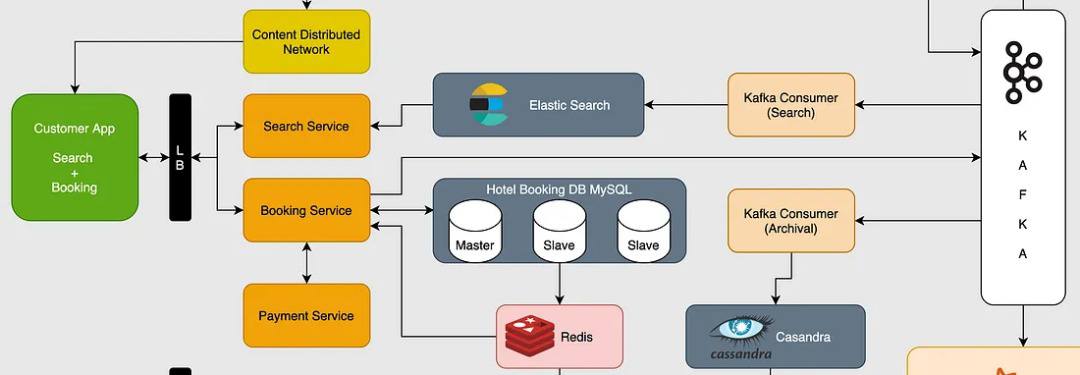 Content Distributed
Network
Customer App
Search
+
Booking
L
B
Search Service
Elastic Search
Kafka Consumer
(Search)
K
A
F
K
A
Booking Service
Hotel Booking DB MySQL
Master
Slave
Slave
Kafka Consumer
(Archival)
Payment Service
Redis
cassandra
Casandra